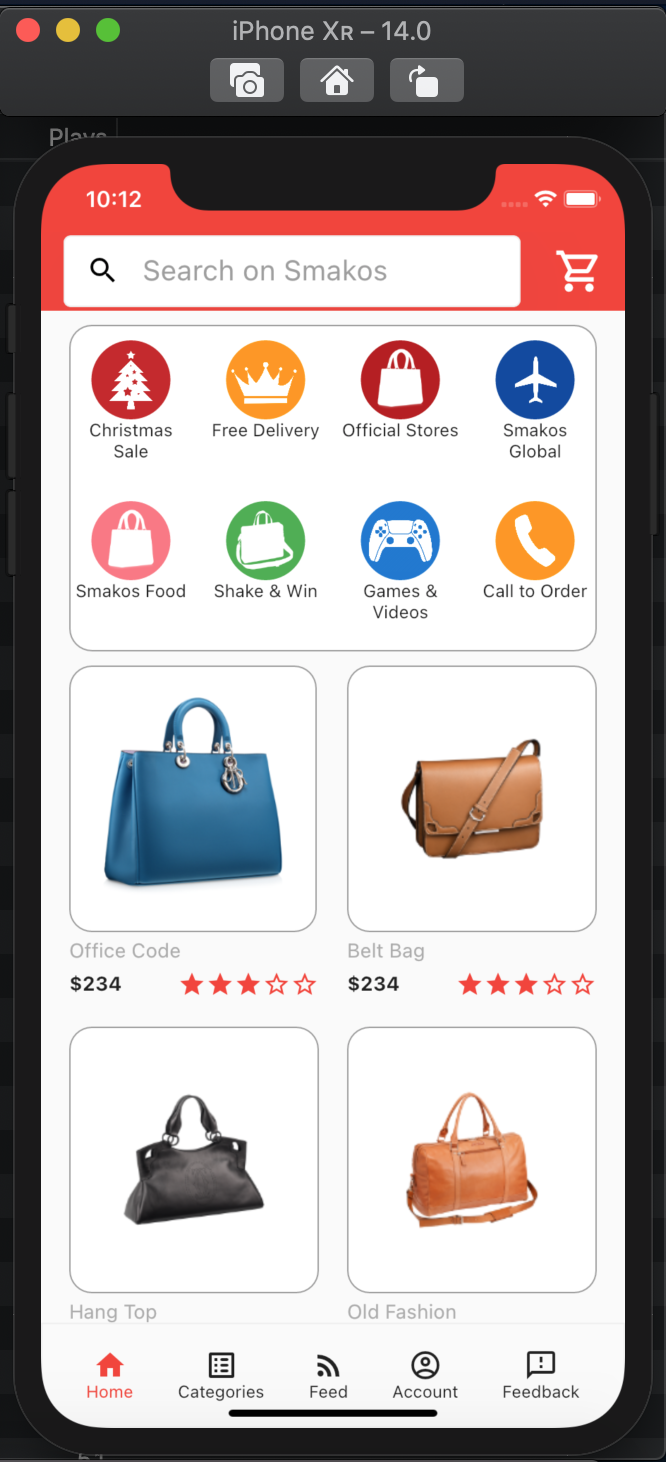 iPhone XR – 14.0
Plays
10:12
Search on Smakos
Christmas
Sale
Free Delivery
Official Stores
Smakos
Global
Smakos Food
Shake & Win
Games &
Videos
Call to Order
Office Code
$234
Belt Bag
$234
Hang Top
Old Fashion
Home
Categories
Feed
Account
Feedback